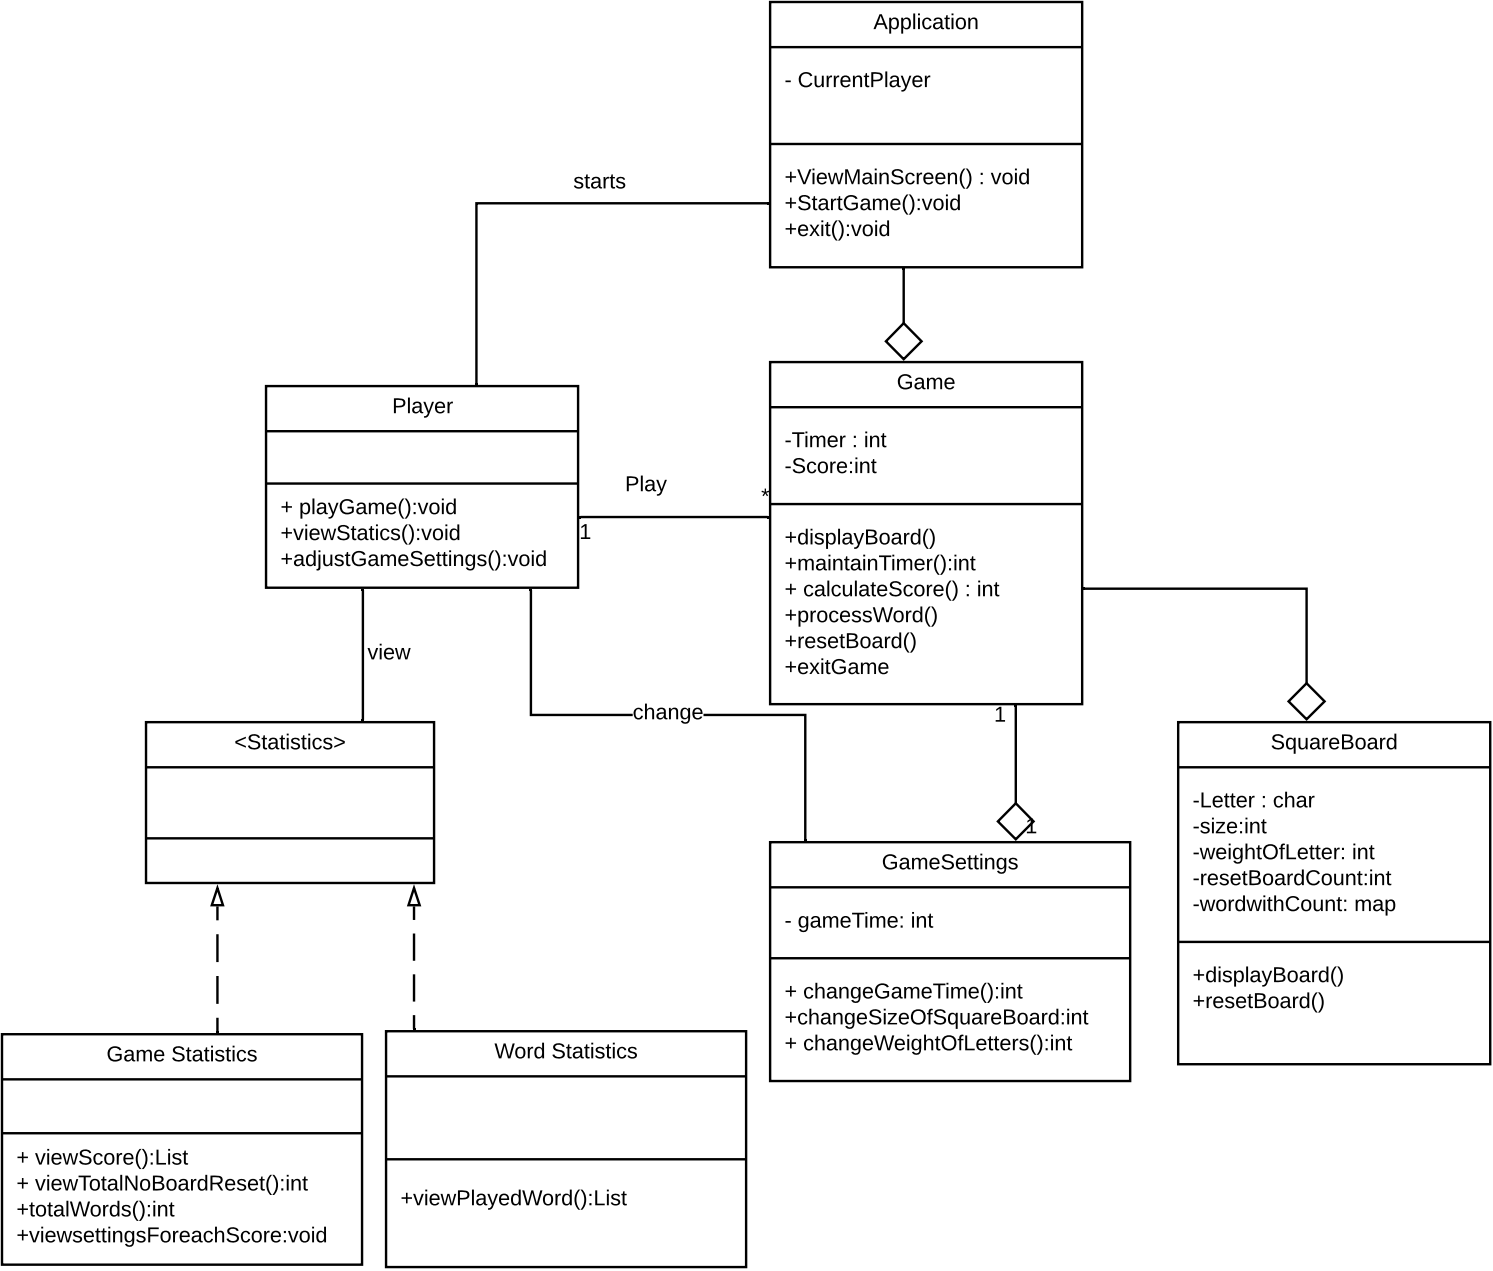 Application
- CurrentPlayer
+ViewMainScreen() : void
+StartGame():void
+exit():void
starts
Player
+ playGame():void
+viewStatics():void
+adjustGameSettings():void
Play
*
1
Game
-Timer : int
-Score:int
+displayBoard()
+maintainTimer():int
+ calculateScore() : int
+processWord()
+resetBoard()
+exitGame
view
change
1
1
<Statistics>
GameSettings
- gameTime: int
+ changeGameTime():int
+changeSizeOfSquareBoard:int
+ changeWeightOfLetters():int
SquareBoard
-Letter : char
-size:int
-weightOfLetter: int
-resetBoardCount:int
-wordwithCount: map
+displayBoard()
+resetBoard()
Game Statistics
+ viewScore():List
+ viewTotalNoBoardReset():int
+totalWords():int
+viewsettingsForeachScore:void
Word Statistics
+viewPlayedWord():List